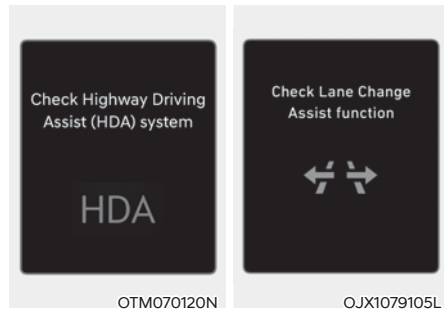 Check Highway Driving
Assist (HDA) system
HDA
OTM070120N
Check Lane Change
Assist function
OJX1079105L